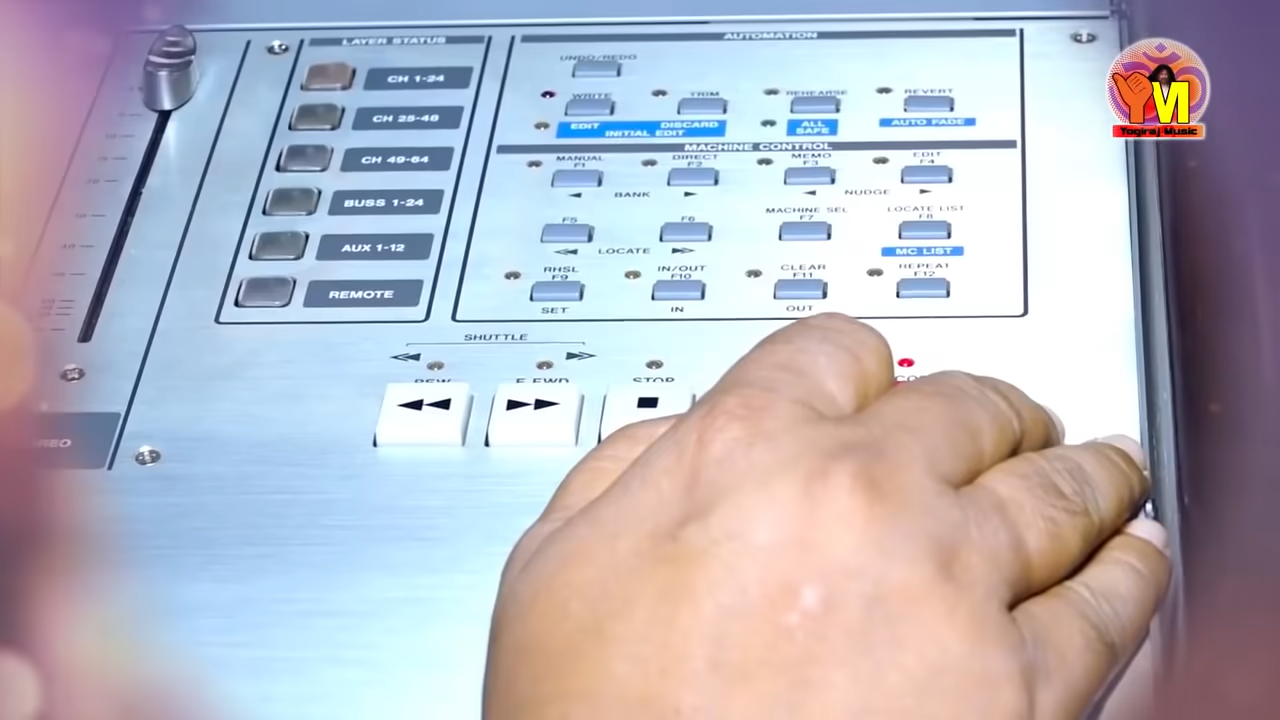 LAYER STATUS
CH 1-24
CH 25-48
CH 49-64
BUSS 1-24
AUX 1-12
REMOTE
AUTOMATION
UNDO/REDO
WRITE TRIM REHEARSE REVERT
EDIT DISCARD ALL AUTO FADE
INITIAL EDIT SAFE
MACHINE CONTROL
MANUAL DIRECT MEMO EDIT
F1 F2 F3 F4
BANK NUDGE
MACHINE SEL LOCATE LIST
F5 F6 F7 F8
LOCATE MC LIST
RHSL IN/OUT CLEAR REPEAT
F9 F10 F11 F12
SET IN OUT
SHUTTLE
REW F.FWD STOP
YM
Yogiraj Music